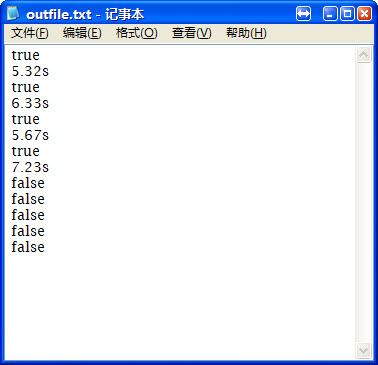 outfile.txt - 记事本
文件(F) 编辑(E) 格式(O) 查看(V) 帮助(H)
true
5.32s
true
6.33s
true
5.67s
true
7.23s
false
false
false
false
false